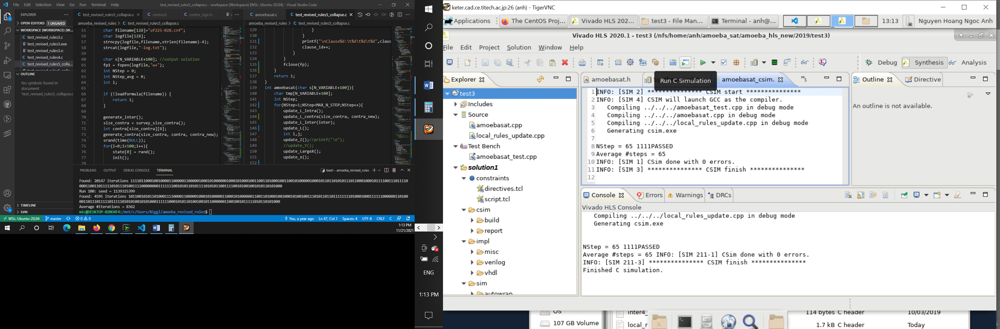 File Edit Selection View Go Run Terminal Help
test_revised_rules5_collapse.c - workspace (Workspace) [WSL: Ubuntu-20.04] - Visual Studio Code
EXPLORER
OPEN EDITORS 1 UNSAVED
WORKSPACE (WORKSPACE) [W...
test_revised_rules3.c
test_revised_rules3.exe
test_revised_rules3.o
test_revised_rules4.c
test_revised_rules5_colla...
OUTLINE
No symbols found in
document
'test_revised_rules5_collapse.c
TIMELINE
SVN
test_revised_rules5_collapse.c contra.h contra_sign.h
amoeba_revised_rules > test_revised_rules5_collapse.c
55 char filename[128]="uf225-028.cnf";
56 char logfile[128];
57 strncpy(logfile,filename,strlen(filename)-4);
58 strcat(logfile,"-log.txt");
59
60 char s[N_VARIABLE+100]; //output solution
61 fp1 = fopen(logfile,"w+");
62 int NStep = 0;
63 int NStep_avg = 0;
64 int i;
65
66 if (!loadformula(filename)) {
67 return 1;
68 }
69
70 generate_inter();
71 size_contra = survey_size_contra();
72 int contra[size_contra][8];
73 generate_contra(size_contra, contra, contra_new);
74 srand(time(NULL));
75 for(i=0;i<100;i++){
76 state[0] = rand();
77 init();
78
amoebasat.c test_revised_rules5_collapse.c
amoeba_revised_rules > test_revised_rules5_collapse.c
129 }
130 }
131 printf("\nClause%d:\t%d\t%d\t%d",claus
132 clause_id++;
133 }
134 }
135 fclose(fp);
136 }
137 return 1;
138 }
139 int amoebasat(char s[N_VARIABLE+100]){
140 char tmp[N_VARIABLE+100];
141 int NStep;
142 for(NStep=1;NStep<MAX_N_STEP;NStep++){
143 update_L_intra();
144 update_L_contra(size_contra, contra_new);
145 update_L_inter(inter);
146 update_L();
147 int i,j;
148 update_Z();//printf("\n");
149 //update_Y();
150 update_LargeX();
151 update_x();
152
PROBLEMS OUTPUT DEBUG CONSOLE TERMINAL
bash - amoeba_revised_rules
Found: 20147 iterations
Run 100: seed = 1139325399
Found: 4595 iterations
Average #iterations = 8362
mic@DESKTOP-02004F4:/mnt/c/Users/Biggl/amoeba_revised_rules$
WSL: Ubuntu-20.04 master 0 0 You, a year ago Ln 47, Col 1 Spaces: 4 UTF-8 CRLF C
1:13 PM
11/21/2021
ENG
1:13 PM
keter.cad.ce.titech.ac.jp:26 (anh) - TigerVNC
Applications The CentOS Proj... Vivado HLS 202... test3 - File Man... Terminal - anh@... 13:13 Nguyen Hoang Ngoc Anh
Vivado HLS 2020.1 - test3 (/nfs/home/anh/amoeba_sat/amoeba_hls_new/2019/test3)
File Edit Project Solution Window Help
Debug Synthesis Analysis
Explorer
test3
Includes
Source
amoebasat.cpp
local_rules_update.cpp
Test Bench
amoebasat_test.cpp
solution1
constraints
directives.tcl
script.tcl
csim
build
report
impl
misc
verilog
vhdl
sim
autowrap
amoebasat.h Run C Simulation amoebasat_csim. 5
1 INFO: [SIM 2] *************** CSIM start ***************
2 INFO: [SIM 4] CSIM will launch GCC as the compiler.
3 Compiling ../../../amoebasat_test.cpp in debug mode
4 Compiling ../../../amoebasat.cpp in debug mode
5 Compiling ../../../local_rules_update.cpp in debug mode
6 Generating csim.exe
7
8 NStep = 65 1111PASSED
9 Average #steps = 65
10 INFO: [SIM 1] CSim done with 0 errors.
11 INFO: [SIM 3] *************** CSIM finish ***************
12
Outline Directive
An outline is not available.
Console Errors Warnings DRCs
Vivado HLS Console
Compiling ../../../local_rules_update.cpp in debug mode
Generating csim.exe
NStep = 65 1111PASSED
Average #steps = 65 INFO: [SIM 211-1] CSim done with 0 errors.
INFO: [SIM 211-3] *************** CSIM finish ***************
Finished C simulation.
OS
107 GB Volume
inter4_ 114 bytes C header 10/03/2019
local_r 1.7 kB C header Today